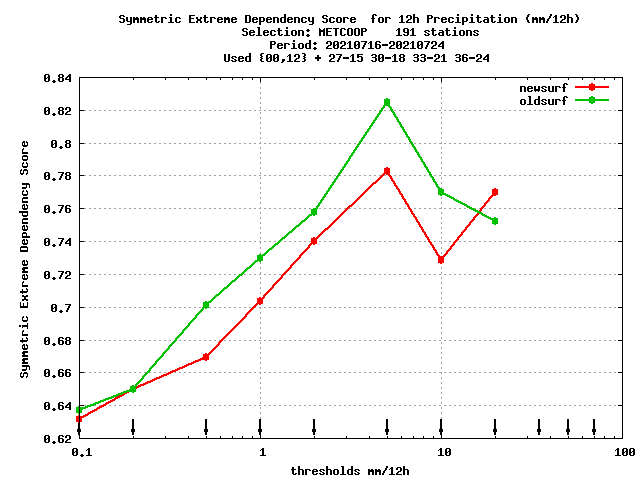 Symmetric Extreme Dependency Score  for 12h Precipitation (mm/12h)
Selection: METCOOP    191 stations
Period: 20210716-20210724
Used {00,12} + 27-15 30-18 33-21 36-24
newsurf
oldsurf
0.84
0.82
0.8
0.78
0.76
0.74
0.72
0.7
0.68
0.66
0.64
0.62
Symmetric Extreme Dependency Score
0.1 1 10 100
thresholds mm/12h